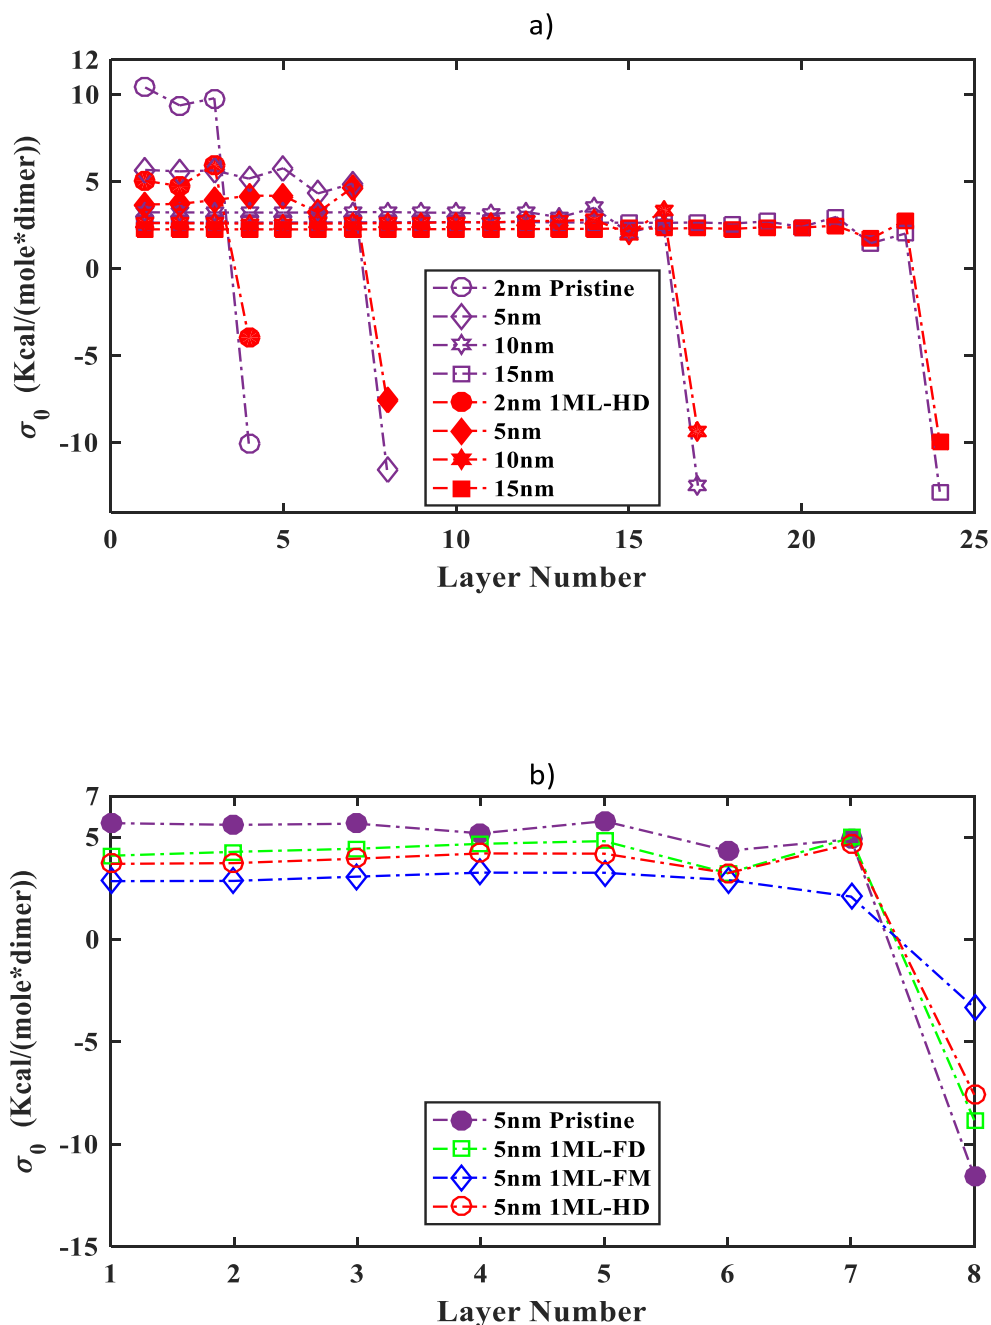 a)
12
10
5
0
-5
-10
σ0 (Kcal/(mole*dimer))
2nm Pristine
5nm
10nm
15nm
2nm 1ML-HD
5nm
10nm
15nm
0 5 10 15 20 25
Layer Number
b)
7
5
0
-5
-10
-15
σ0 (Kcal/(mole*dimer))
5nm Pristine
5nm 1ML-FD
5nm 1ML-FM
5nm 1ML-HD
1 2 3 4 5 6 7 8
Layer Number